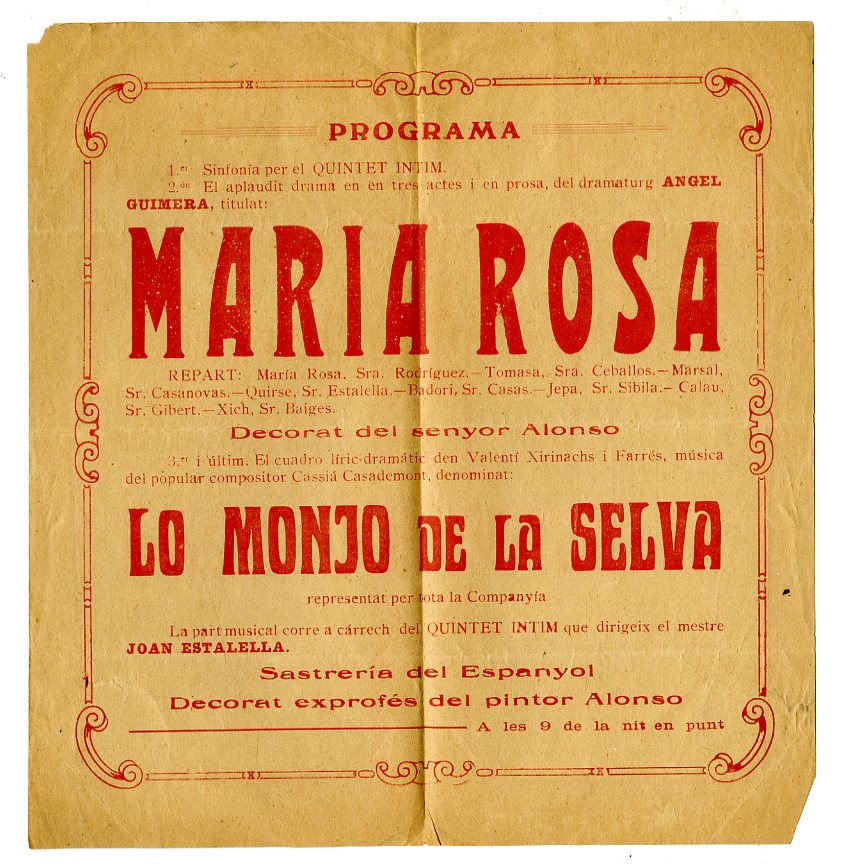 PROGRAMA
1.er Sinfonía per el QUINTET INTIM.
2.ón El aplaudit drama en en tres actes i en prosa, del dramaturg ANGEL
GUIMERA, titulat:
MARIA ROSA
REPART: María Rosa, Sra. Rodríguez.—Tomasa, Sra. Ceballos.—Marsal,
Sr. Casanovas.—Quirse, Sr. Estalella.—Badori, Sr. Casas.—Jepa, Sr. Sibila.- Calau,
Sr. Gibert.—Xich, Sr. Baiges.
Decorat del senyor Alonso
3.er i últim. El cuadro líric-dramátic den Valentí Xirinachs i Farrés, música
del popular compositor Cassiá Casademont, denominat:
LO MONJO DE LA SELVA
representat per tota la Companyía
La part musical corre a cárrech del QUINTET INTIM que dirigeix el mestre
JOAN ESTALELLA.
Sastrería del Espanyol
Decorat exprofés del pintor Alonso
A les 9 de la nit en punt